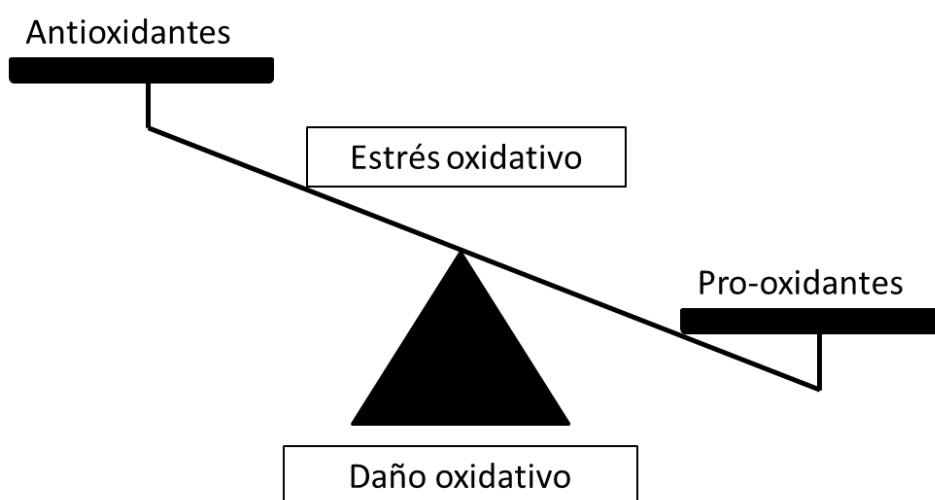 Antioxidantes
Estrés oxidativo
Pro-oxidantes
Daño oxidativo